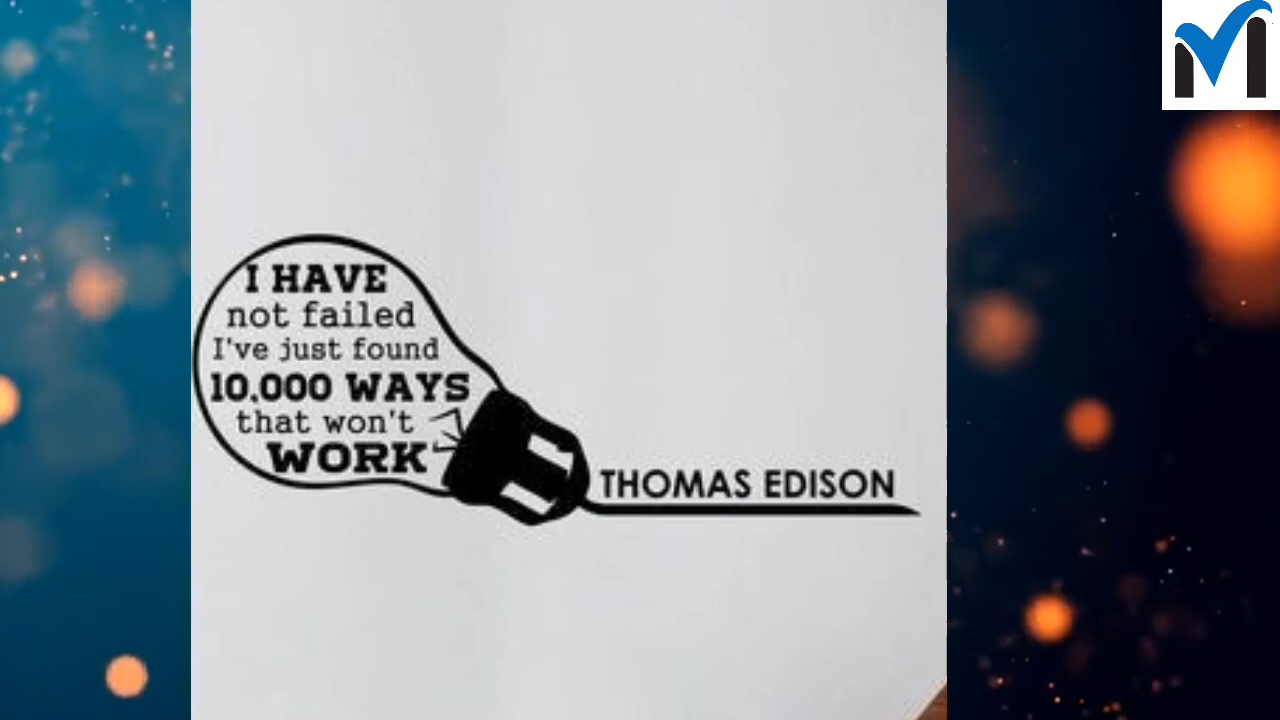 I HAVE
not failed
I've just found
10.000 WAYS
that won't
WORK
THOMAS EDISON